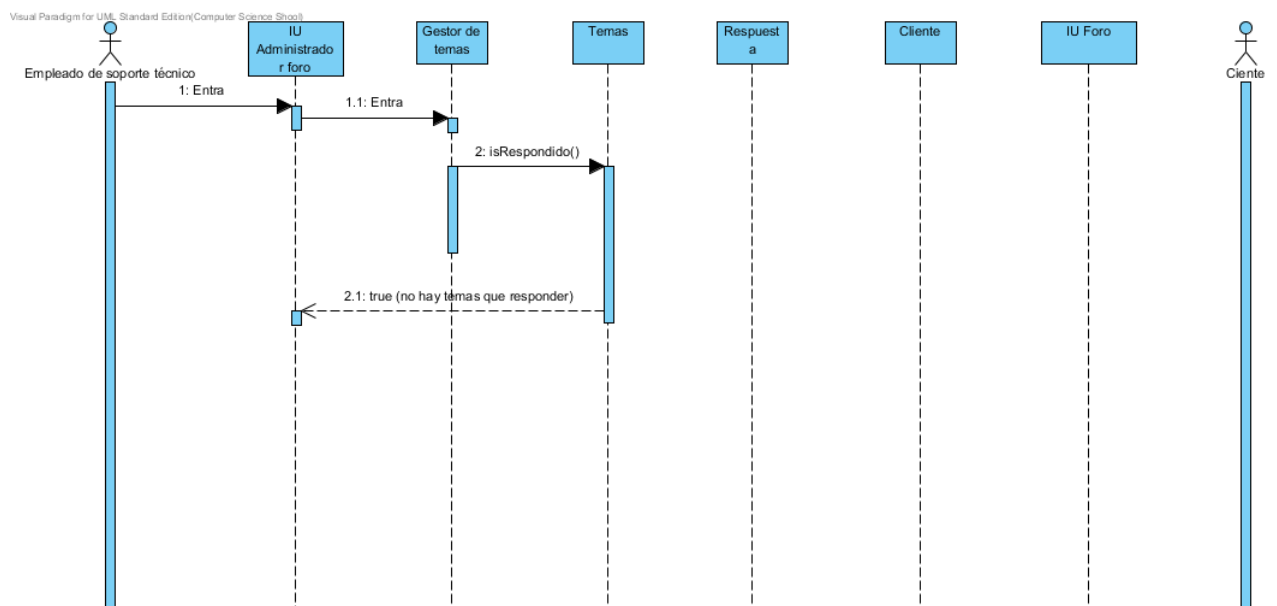 Visual Paradigm for UML Standard Edition(Computer Science Shool)
Empleado de soporte técnico
IU
Administrado
r foro
Gestor de
temas
Temas
Respuest
a
Cliente
IU Foro
Ciente
1: Entra
1.1: Entra
2: isRespondido()
2.1: true (no hay temas que responder)